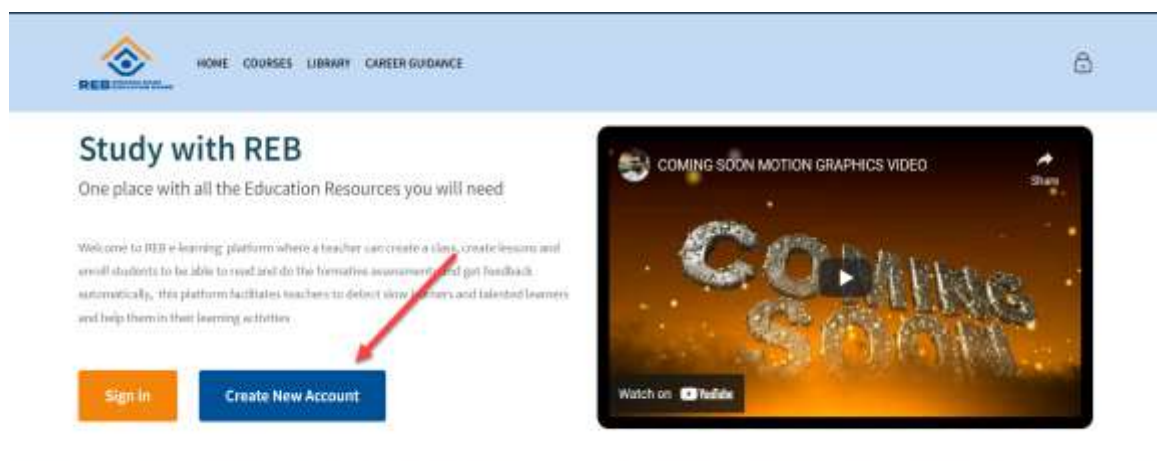 HOME COURSES LIBRARY CAREER GUIDANCE
REB
Study with REB
One place with all the Education Resources you will need
Welcome to REB e-learning platform where a teacher can create a class, create lessons and
enroll students to be able to read and do the formative assessments and get feedback
automatically, this platform facilitates teachers to detect slow learners and talented learners
and help them in their learning activities
Sign in
Create New Account
COMING SOON MOTION GRAPHICS VIDEO
Share
COMING
SOON
Watch on YouTube